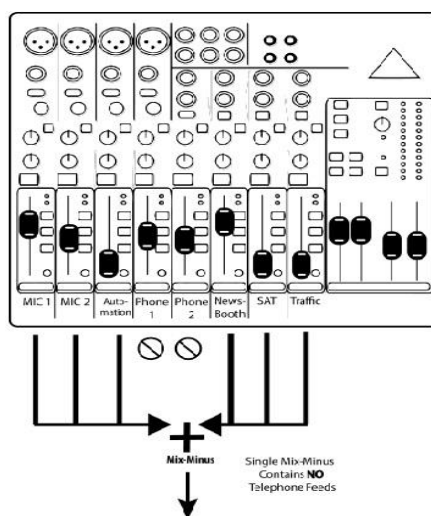 MIC 1 MIC 2 Auto- Phone Phone News- SAT Traffic
mation 1 2 Booth
Mix-Minus
Single Mix-Minus
Contains NO
Telephone Feeds